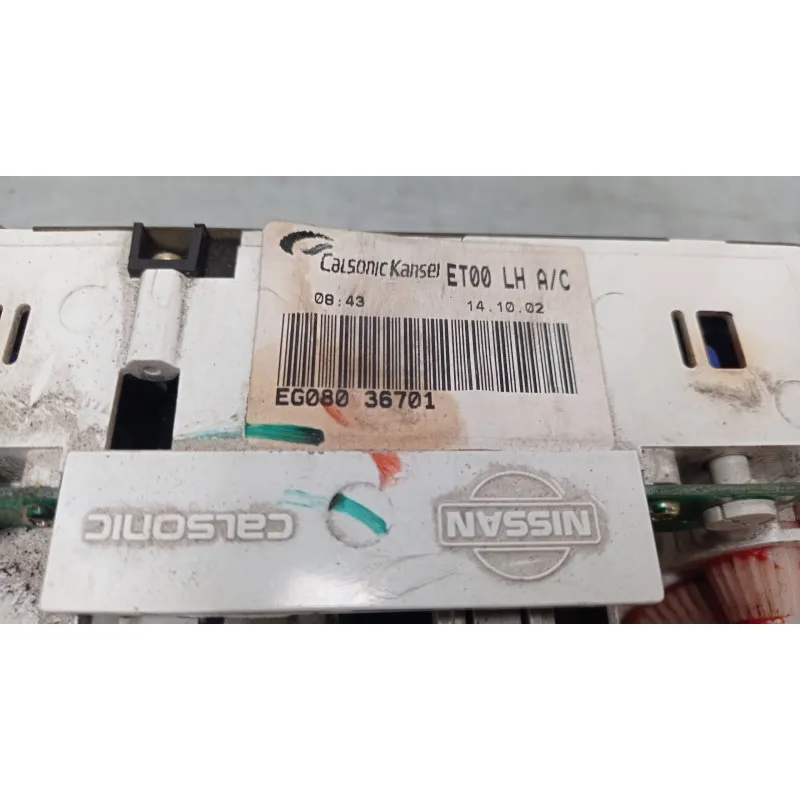 CalsonicKansei ET00 LH A/C
08:43 14.10.02
EG080 36701
CALSONIC NISSAN